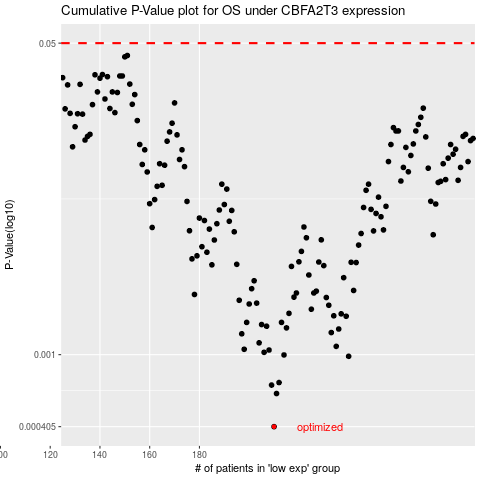 Cumulative P-Value plot for OS under CBFA2T3 expression
0.05
P-Value(log10)
0.001
0.000405
optimized
00 120 140 160 180
# of patients in 'low exp' group